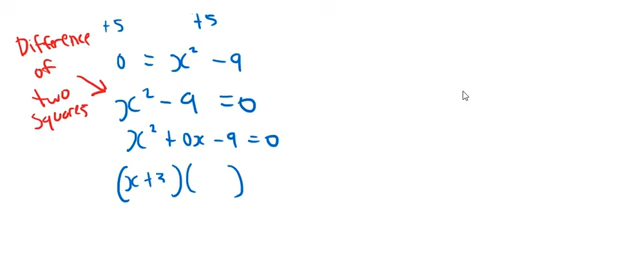 +5 +5
Difference
of
two
squares
0 = x² - 9
x² - 9 = 0
x² + 0x - 9 = 0
(x + 3)( )